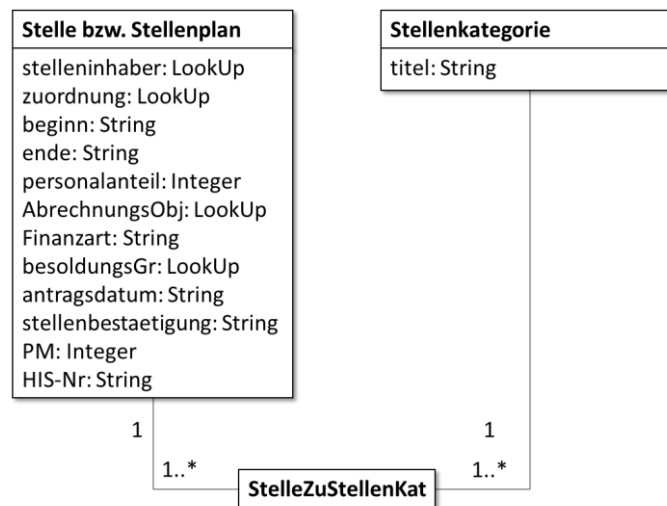 Stelle bzw. Stellenplan
stelleninhaber: LookUp
zuordnung: LookUp
beginn: String
ende: String
personalanteil: Integer
AbrechnungsObj: LookUp
Finanzart: String
besoldungsGr: LookUp
antragsdatum: String
stellenbestaetigung: String
PM: Integer
HIS-Nr: String
Stellenkategorie
titel: String
1
1..*
1
1..*
StelleZuStellenKat